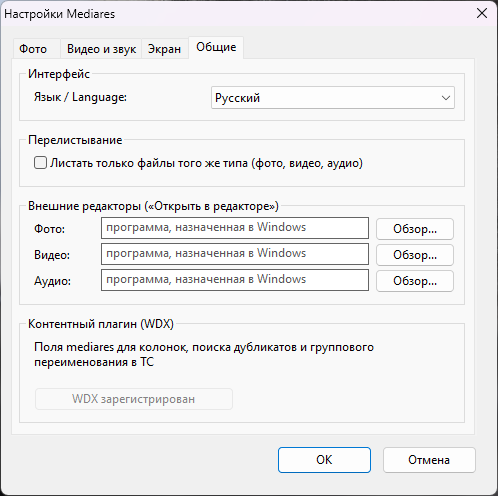 Настройки Mediares
Фото Видео и звук Экран Общие
Интерфейс
Язык / Language: Русский
Перелистывание
Листать только файлы того же типа (фото, видео, аудио)
Внешние редакторы («Открыть в редакторе»)
Фото: программа, назначенная в Windows Обзор...
Видео: программа, назначенная в Windows Обзор...
Аудио: программа, назначенная в Windows Обзор...
Контентный плагин (WDX)
Поля mediares для колонок, поиска дубликатов и группового
переименования в TC
WDX зарегистрирован
ОК Отмена